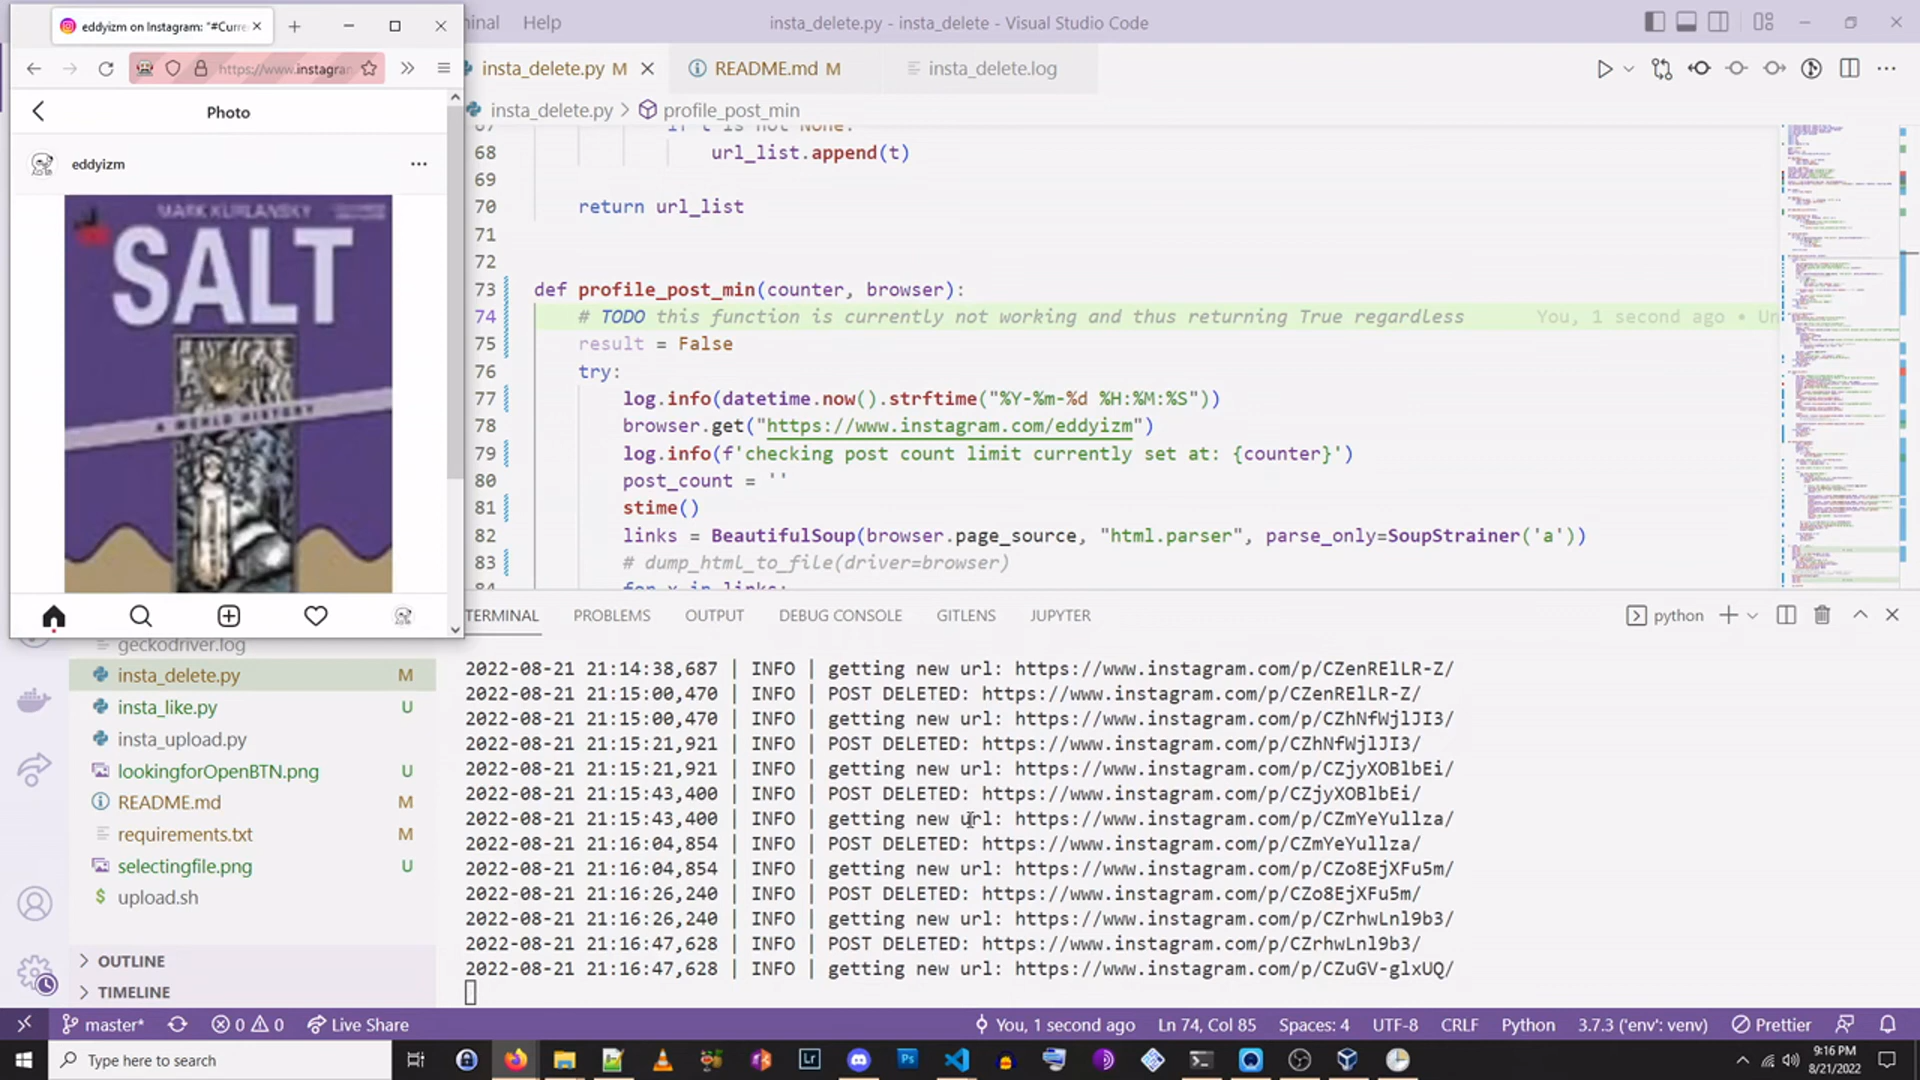 eddyizm on Instagram: "#Curre
https://www.instagrar
Photo
eddyizm
MARK KURLANSKY
SALT
A WORLD HISTORY
minal Help
insta_delete.py - insta_delete - Visual Studio Code
insta_delete.py M
README.md M
insta_delete.log
insta_delete.py > profile_post_min
67 if t is not None:
68 url_list.append(t)
69
70 return url_list
71
72
73 def profile_post_min(counter, browser):
74 # TODO this function is currently not working and thus returning True regardless You, 1 second ago • Un
75 result = False
76 try:
77 log.info(datetime.now().strftime("%Y-%m-%d %H:%M:%S"))
78 browser.get("https://www.instagram.com/eddyizm")
79 log.info(f'checking post count limit currently set at: {counter}')
80 post_count = ''
81 stime()
82 links = BeautifulSoup(browser.page_source, "html.parser", parse_only=SoupStrainer('a'))
83 # dump_html_to_file(driver=browser)
84 for x in links:
TERMINAL PROBLEMS OUTPUT DEBUG CONSOLE GITLENS JUPYTER
python
2022-08-21 21:14:38,687 | INFO | getting new url: https://www.instagram.com/p/CZenRElLR-Z/
2022-08-21 21:15:00,470 | INFO | POST DELETED: https://www.instagram.com/p/CZenRElLR-Z/
2022-08-21 21:15:00,470 | INFO | getting new url: https://www.instagram.com/p/CZhNfWjlJI3/
2022-08-21 21:15:21,921 | INFO | POST DELETED: https://www.instagram.com/p/CZhNfWjlJI3/
2022-08-21 21:15:21,921 | INFO | getting new url: https://www.instagram.com/p/CZjyXOBlbEi/
2022-08-21 21:15:43,400 | INFO | POST DELETED: https://www.instagram.com/p/CZjyXOBlbEi/
2022-08-21 21:15:43,400 | INFO | getting new url: https://www.instagram.com/p/CZmYeYullza/
2022-08-21 21:16:04,854 | INFO | POST DELETED: https://www.instagram.com/p/CZmYeYullza/
2022-08-21 21:16:04,854 | INFO | getting new url: https://www.instagram.com/p/CZo8EjXFu5m/
2022-08-21 21:16:26,240 | INFO | POST DELETED: https://www.instagram.com/p/CZo8EjXFu5m/
2022-08-21 21:16:26,240 | INFO | getting new url: https://www.instagram.com/p/CZrhwLnl9b3/
2022-08-21 21:16:47,628 | INFO | POST DELETED: https://www.instagram.com/p/CZrhwLnl9b3/
2022-08-21 21:16:47,628 | INFO | getting new url: https://www.instagram.com/p/CZuGV-glxUQ/
geckodriver.log
insta_delete.py M
insta_like.py U
insta_upload.py
lookingforOpenBTN.png U
README.md M
requirements.txt M
selectingfile.png U
upload.sh
OUTLINE
TIMELINE
master* 0 0 Live Share
You, 1 second ago Ln 74, Col 85 Spaces: 4 UTF-8 CRLF Python 3.7.3 ('env': venv) Prettier
Type here to search
Lr
Ps
9:16 PM
8/21/2022